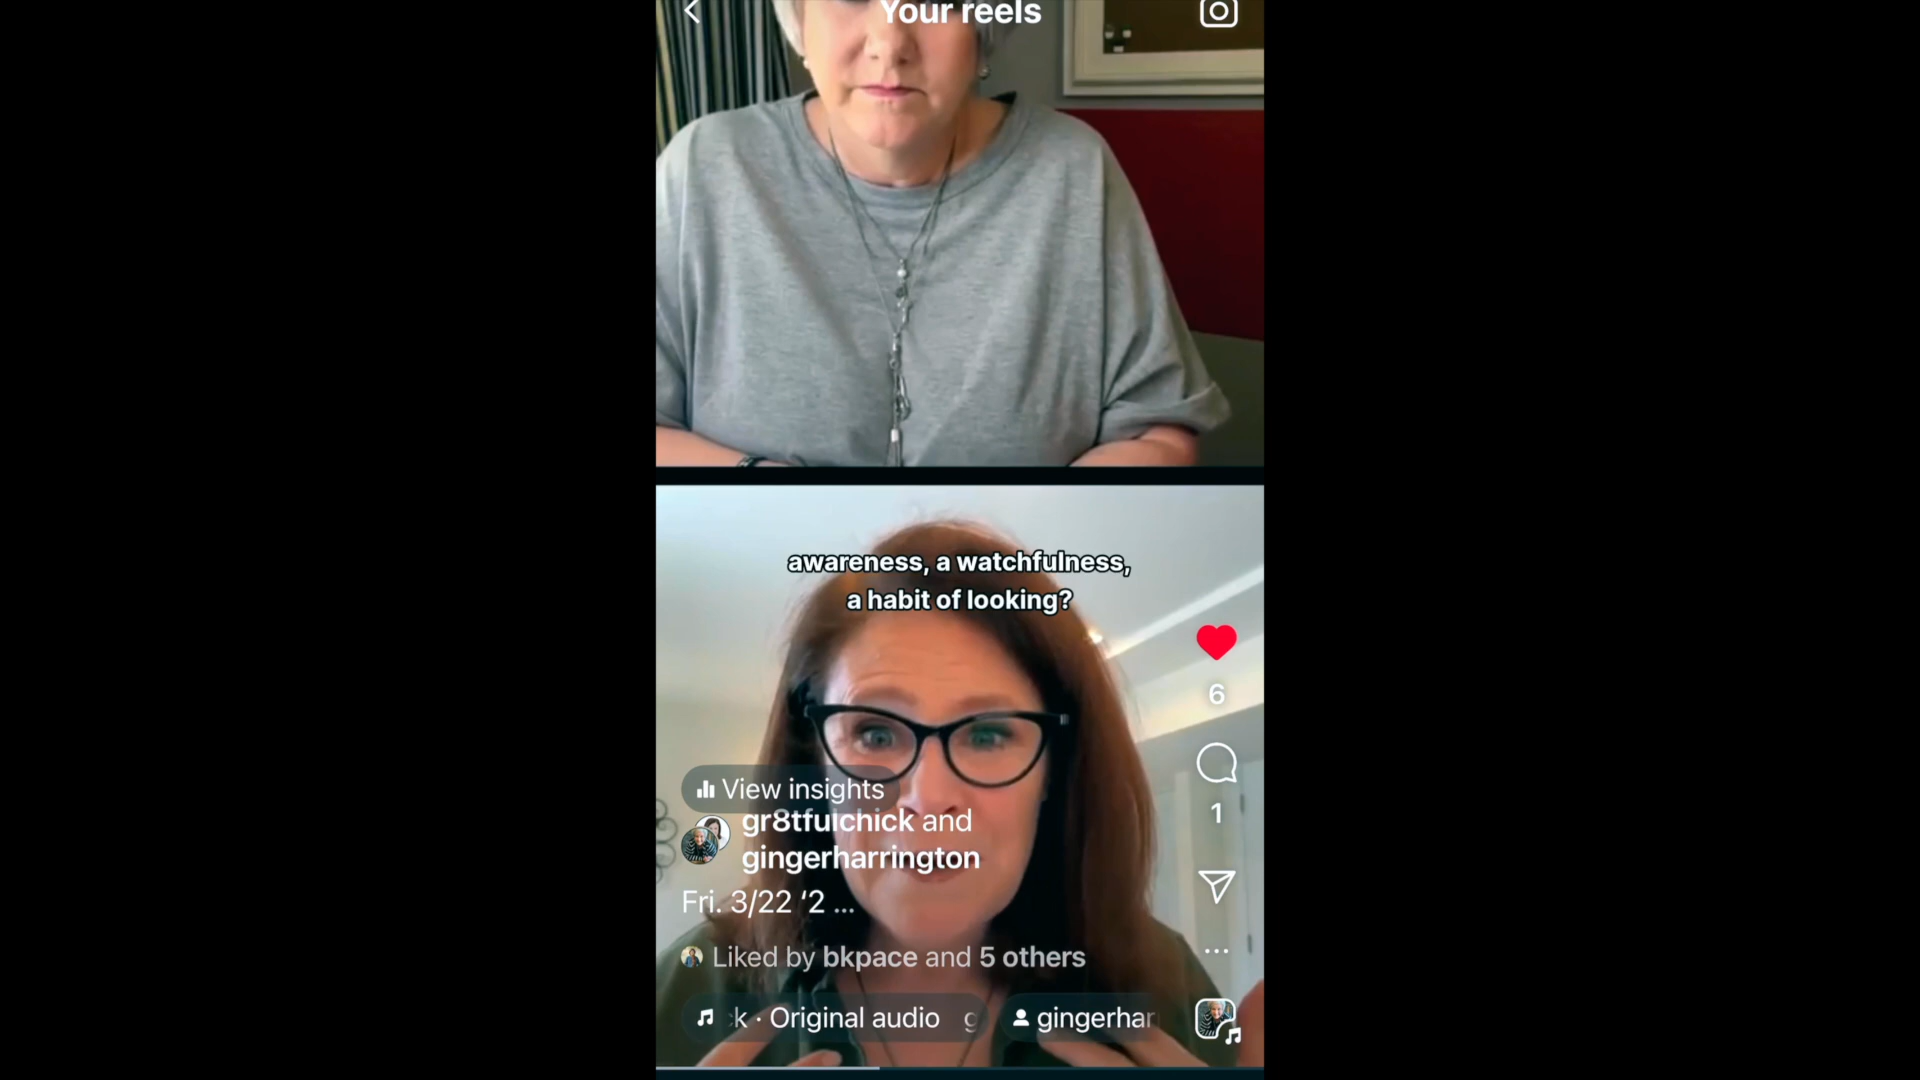 Your reels
awareness, a watchfulness,
a habit of looking?
6
View insights
gr8tfulchick and
gingerharrington
1
Fri. 3/22 ‘2 ...
Liked by bkpace and 5 others
k · Original audio g
gingerhar